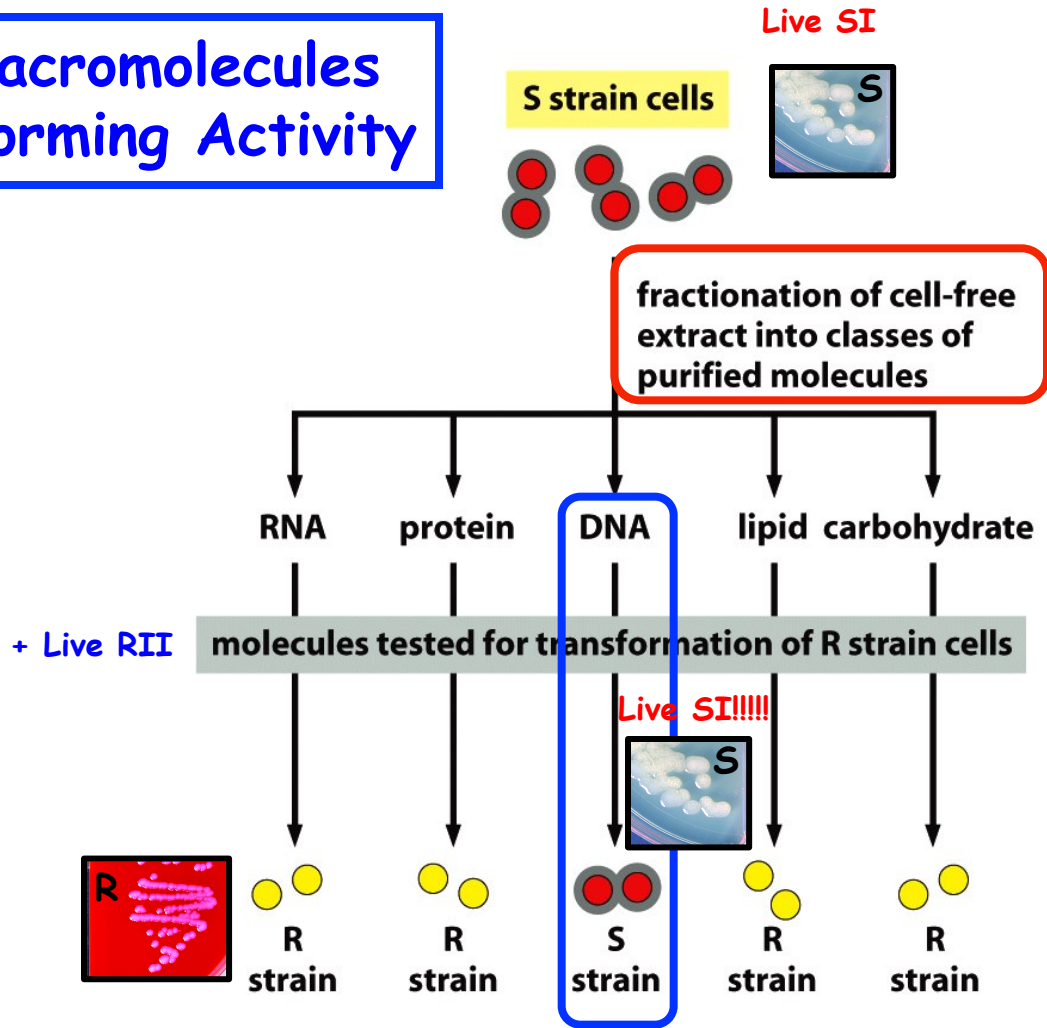 acromolecules
orming Activity
Live SI
S strain cells
S
fractionation of cell-free
extract into classes of
purified molecules
RNA protein DNA lipid carbohydrate
+ Live RII molecules tested for transformation of R strain cells
Live SI!!!!!
S
R
R strain
R strain
S strain
R strain
R strain